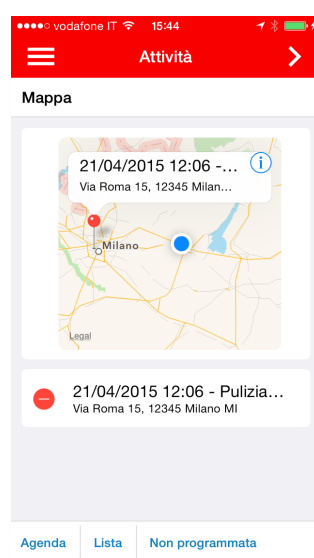 vodafone IT 15:44
Attività
Mappa
21/04/2015 12:06 -...
Via Roma 15, 12345 Milan...
Milano
Legal
21/04/2015 12:06 - Pulizia...
Via Roma 15, 12345 Milano MI
Agenda Lista Non programmata